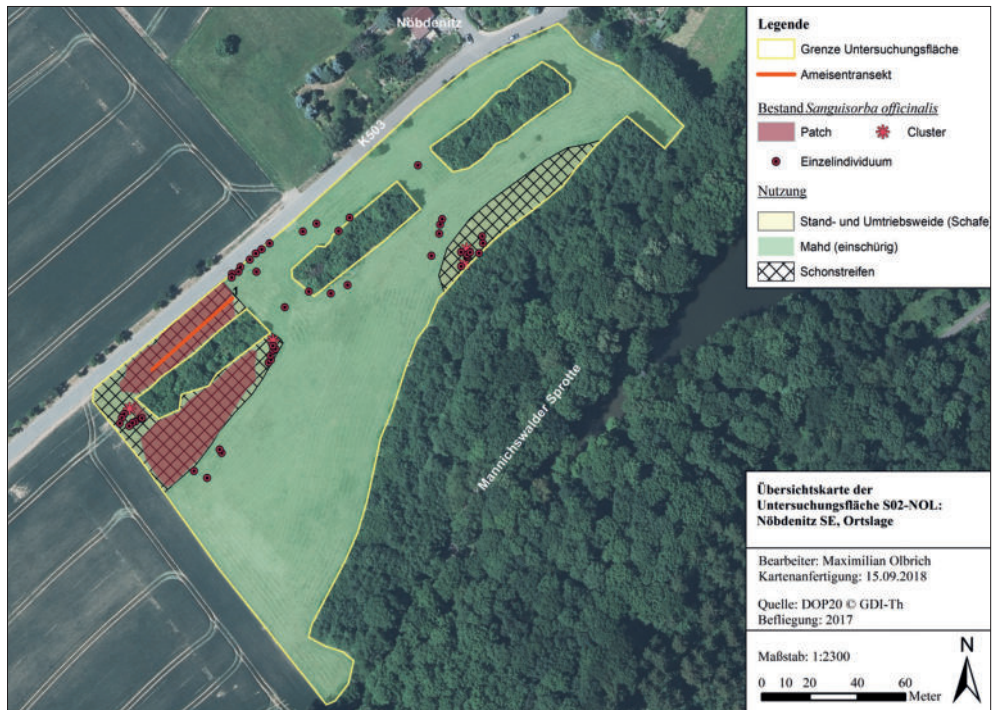 Nöbdenitz
K503
1
Mannichswalder Sprotte
Legende
Grenze Untersuchungsfläche
Ameisentransekt
Bestand Sanguisorba officinalis
Patch Cluster
Einzelindividuum
Nutzung
Stand- und Umtriebsweide (Schafe
Mahd (einschürig)
Schonstreifen
Übersichtskarte der
Untersuchungsfläche S02-NOL:
Nöbdenitz SE, Ortslage
Bearbeiter: Maximilian Olbrich
Kartenanfertigung: 15.09.2018
Quelle: DOP20 © GDI-Th
Befliegung: 2017
Maßstab: 1:2300
N
0 10 20 40 60
Meter